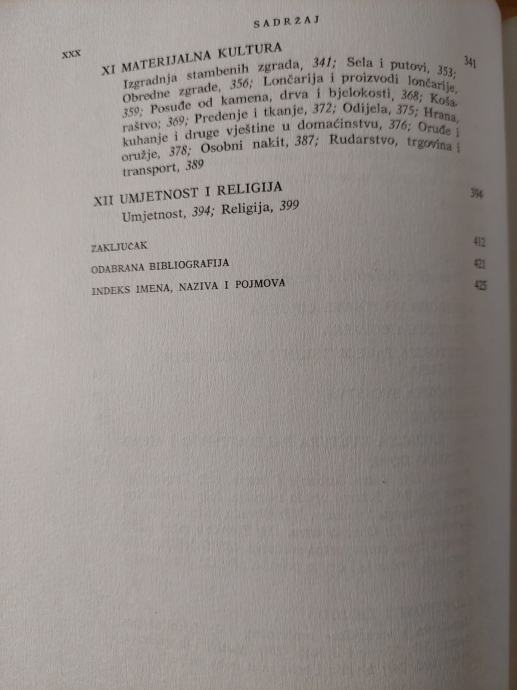 SADRŽAJ
xxx
XI MATERIJALNA KULTURA 341
Izgradnja stambenih zgrada, 341; Sela i putovi, 353;
Obredne zgrade, 356; Lončarija i proizvodi lončarije,
359; Posuđe od kamena, drva i bjelokosti, 368; Koša-
raštvo; 369; Predenje i tkanje, 372; Odijela, 375; Hrana,
kuhanje i druge vještine u domaćinstvu, 376; Oruđe i
oružje, 378; Osobni nakit, 387; Rudarstvo, trgovina i
transport, 389
XII UMJETNOST I RELIGIJA 394
Umjetnost, 394; Religija, 399
ZAKLJUČAK 412
ODABRANA BIBLIOGRAFIJA 421
INDEKS IMENA, NAZIVA I POJMOVA 425